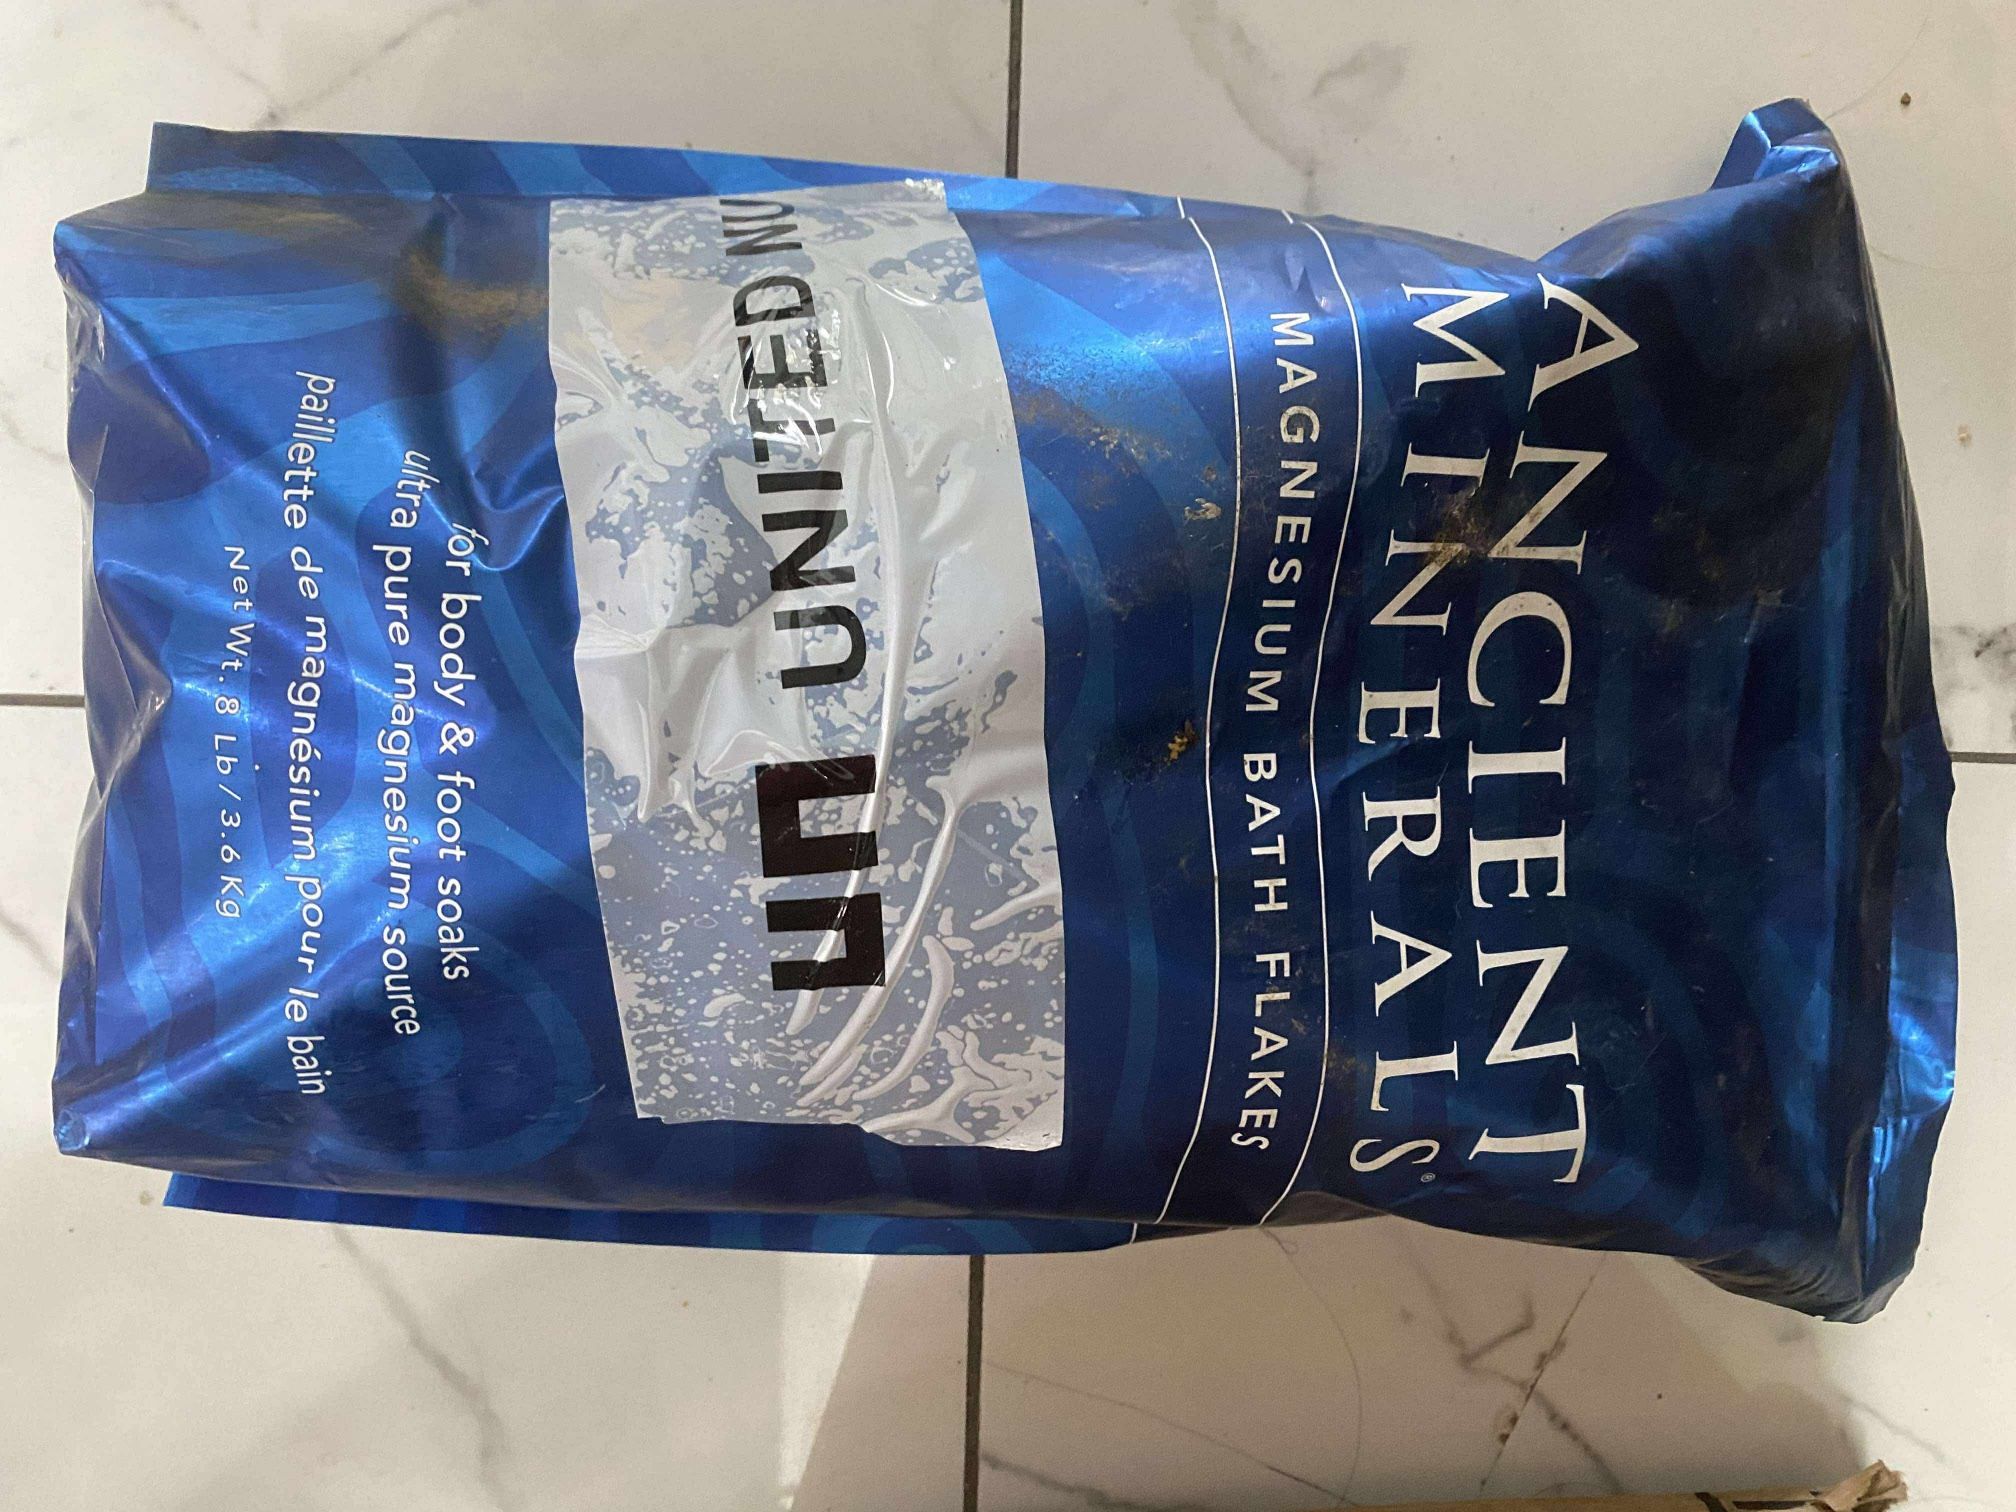 ANCIENT
MINERALS®
MAGNESIUM BATH FLAKES
UNITED
for body & foot soaks
ultra pure magnesium source
paillette de magnésium pour le bain
Net Wt. 8 Lb / 3.6 Kg